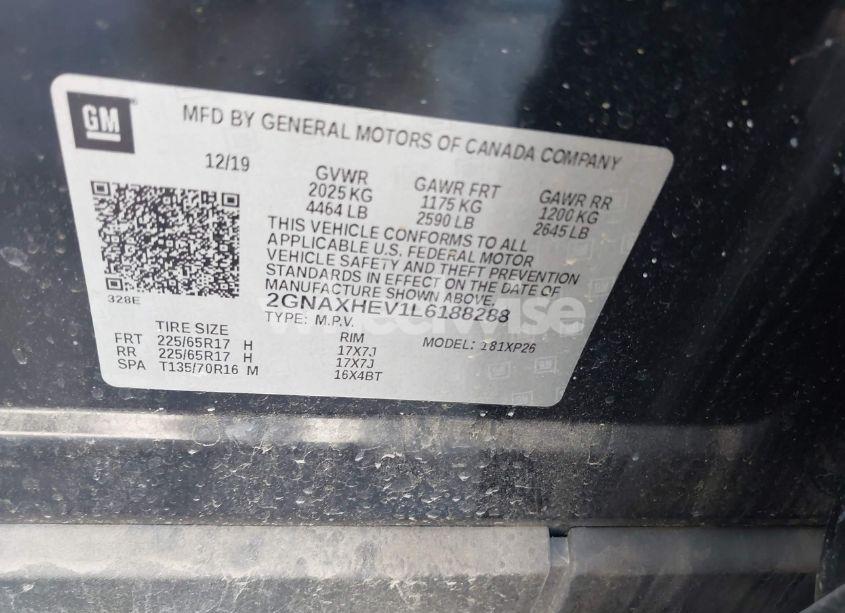 GM
MFD BY GENERAL MOTORS OF CANADA COMPANY
12/19
GVWR
2025 KG
4464 LB
GAWR FRT
1175 KG
2590 LB
GAWR RR
1200 KG
2645 LB
THIS VEHICLE CONFORMS TO ALL
APPLICABLE U.S. FEDERAL MOTOR
VEHICLE SAFETY AND THEFT PREVENTION
STANDARDS IN EFFECT ON THE DATE OF
MANUFACTURE SHOWN ABOVE.
328E
2GNAXHEV1L6188288
TYPE: M.P.V.
MODEL: 181XP26
TIRE SIZE
RIM
FRT 225/65R17 H 17X7J
RR 225/65R17 H 17X7J
SPA T135/70R16 M 16X4BT
wheelwise